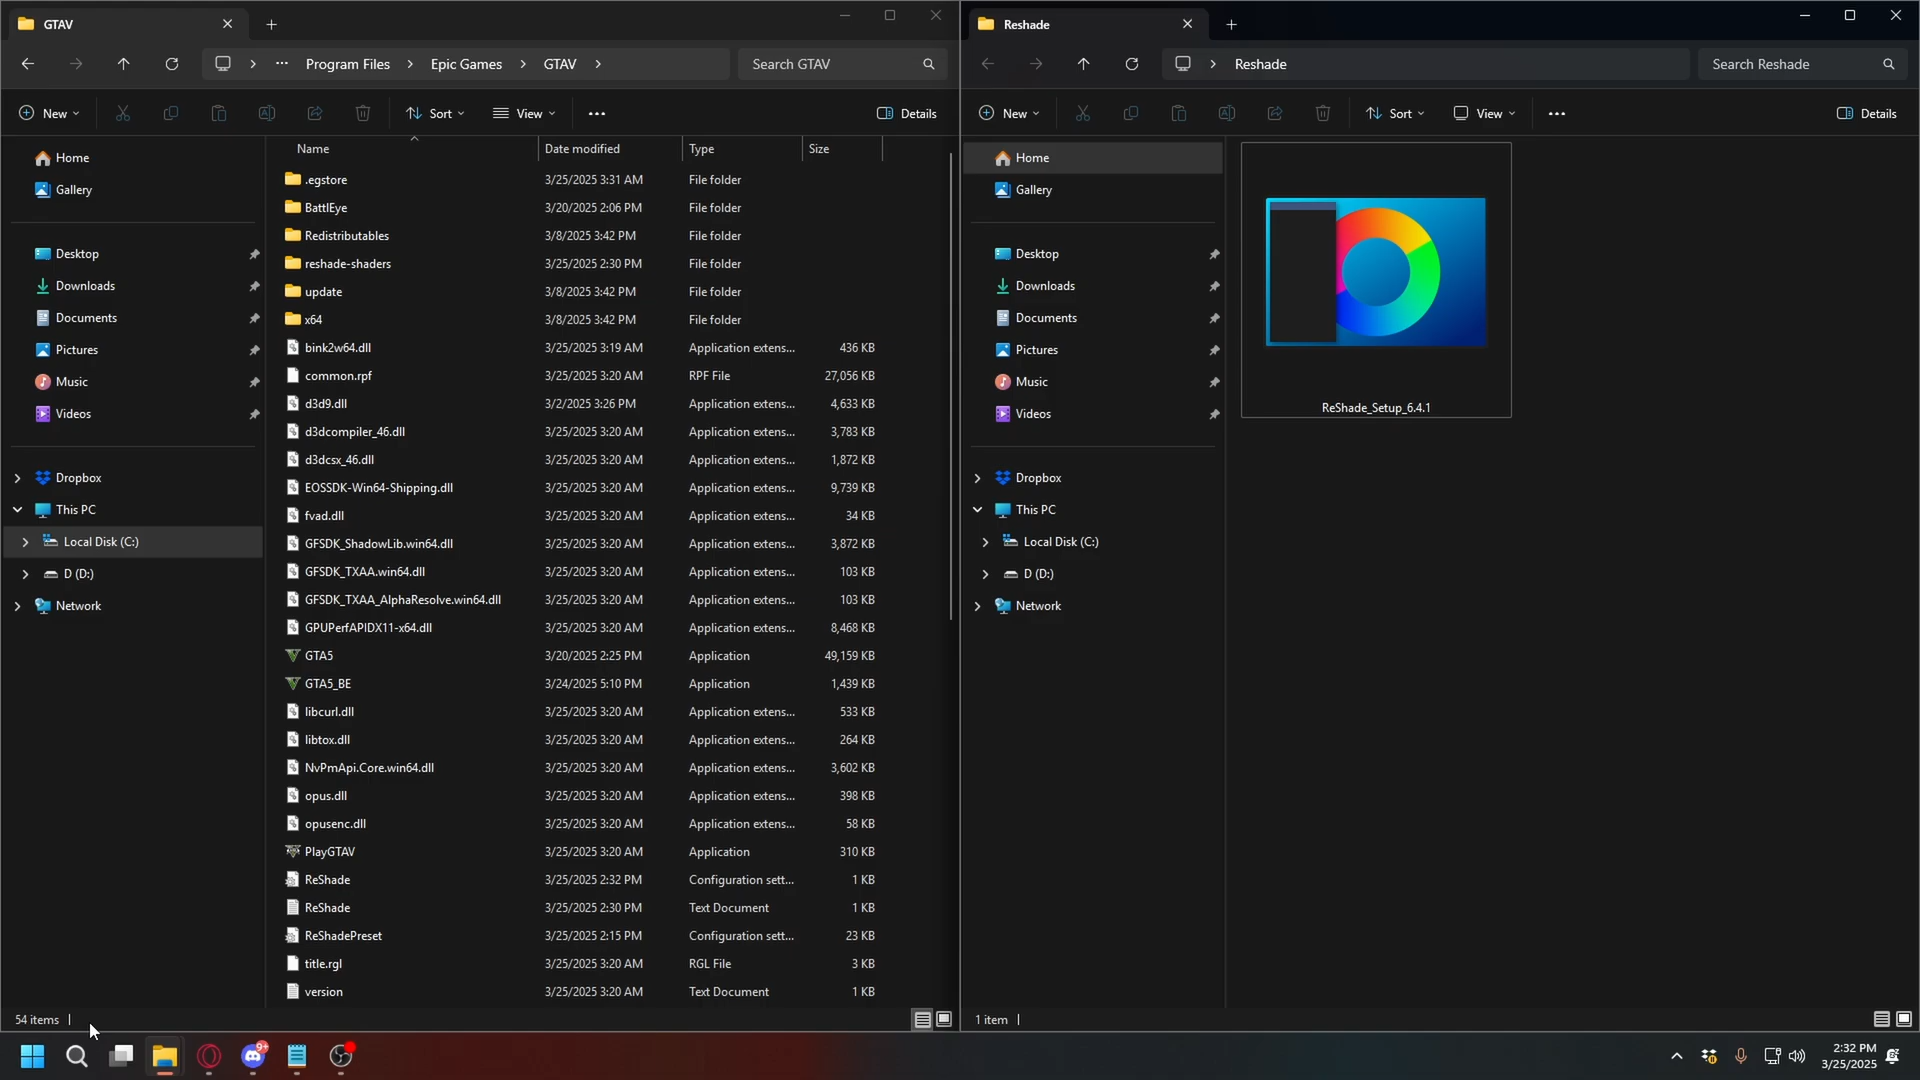 GTAV
Program Files
Epic Games
GTAV
Search GTAV
New
Sort
View
Details
Home
Gallery
Desktop
Downloads
Documents
Pictures
Music
Videos
Dropbox
This PC
Local Disk (C:)
D (D:)
Network
Name Date modified Type Size
.egstore 3/25/2025 3:31 AM File folder
BattlEye 3/20/2025 2:06 PM File folder
Redistributables 3/8/2025 3:42 PM File folder
reshade-shaders 3/25/2025 2:30 PM File folder
update 3/8/2025 3:42 PM File folder
x64 3/8/2025 3:42 PM File folder
bink2w64.dll 3/25/2025 3:19 AM Application extens... 436 KB
common.rpf 3/25/2025 3:20 AM RPF File 27,056 KB
d3d9.dll 3/2/2025 3:26 PM Application extens... 4,633 KB
d3dcompiler_46.dll 3/25/2025 3:20 AM Application extens... 3,783 KB
d3dcsx_46.dll 3/25/2025 3:20 AM Application extens... 1,872 KB
EOSSDK-Win64-Shipping.dll 3/25/2025 3:20 AM Application extens... 9,739 KB
fvad.dll 3/25/2025 3:20 AM Application extens... 34 KB
GFSDK_ShadowLib.win64.dll 3/25/2025 3:20 AM Application extens... 3,872 KB
GFSDK_TXAA.win64.dll 3/25/2025 3:20 AM Application extens... 103 KB
GFSDK_TXAA_AlphaResolve.win64.dll 3/25/2025 3:20 AM Application extens... 103 KB
GPUPerfAPIDX11-x64.dll 3/25/2025 3:20 AM Application extens... 8,468 KB
GTA5 3/20/2025 2:25 PM Application 49,159 KB
GTA5_BE 3/24/2025 5:10 PM Application 1,439 KB
libcurl.dll 3/25/2025 3:20 AM Application extens... 533 KB
libtox.dll 3/25/2025 3:20 AM Application extens... 264 KB
NvPmApi.Core.win64.dll 3/25/2025 3:20 AM Application extens... 3,602 KB
opus.dll 3/25/2025 3:20 AM Application extens... 398 KB
opusenc.dll 3/25/2025 3:20 AM Application extens... 58 KB
PlayGTAV 3/25/2025 3:20 AM Application 310 KB
ReShade 3/25/2025 2:32 PM Configuration sett... 1 KB
ReShade 3/25/2025 2:30 PM Text Document 1 KB
ReShadePreset 3/25/2025 2:15 PM Configuration sett... 23 KB
title.rgl 3/25/2025 3:20 AM RGL File 3 KB
version 3/25/2025 3:20 AM Text Document 1 KB
54 items
Reshade
Reshade
Search Reshade
New
Sort
View
Details
Home
Gallery
Desktop
Downloads
Documents
Pictures
Music
Videos
Dropbox
This PC
Local Disk (C:)
D (D:)
Network
ReShade_Setup_6.4.1
1 item
9+
2:32 PM
3/25/2025